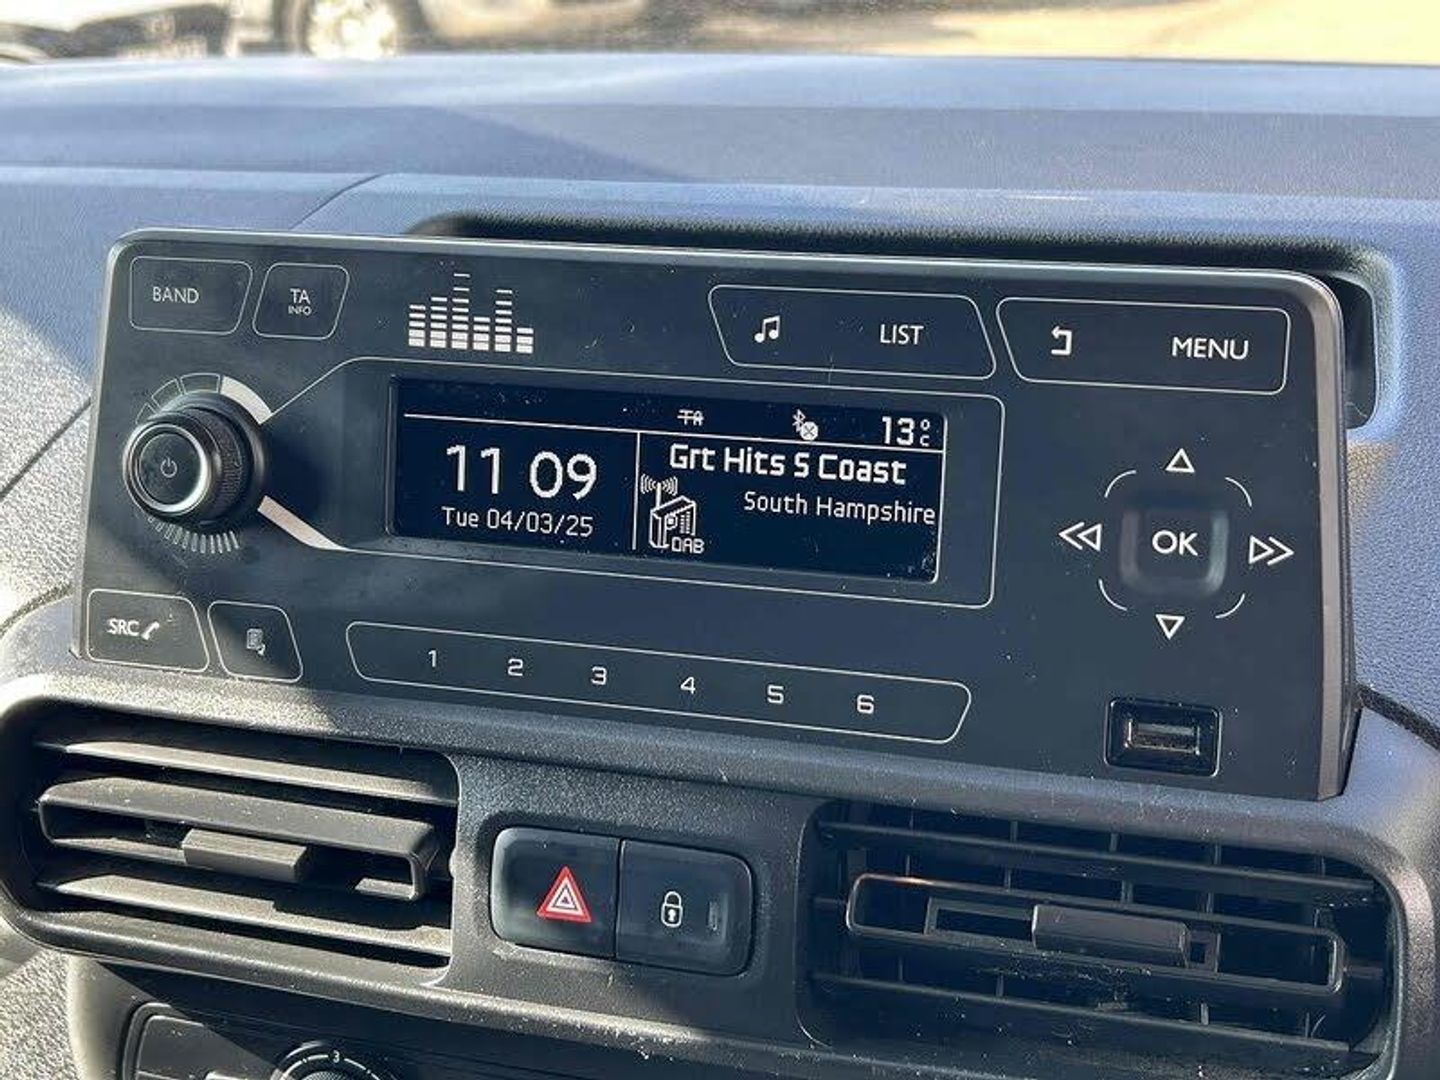 BAND
TA
INFO
LIST
MENU
TA
13°C
11 09
Tue 04/03/25
Grt Hits S Coast
South Hampshire
DAB
OK
SRC
1 2 3 4 5 6
3